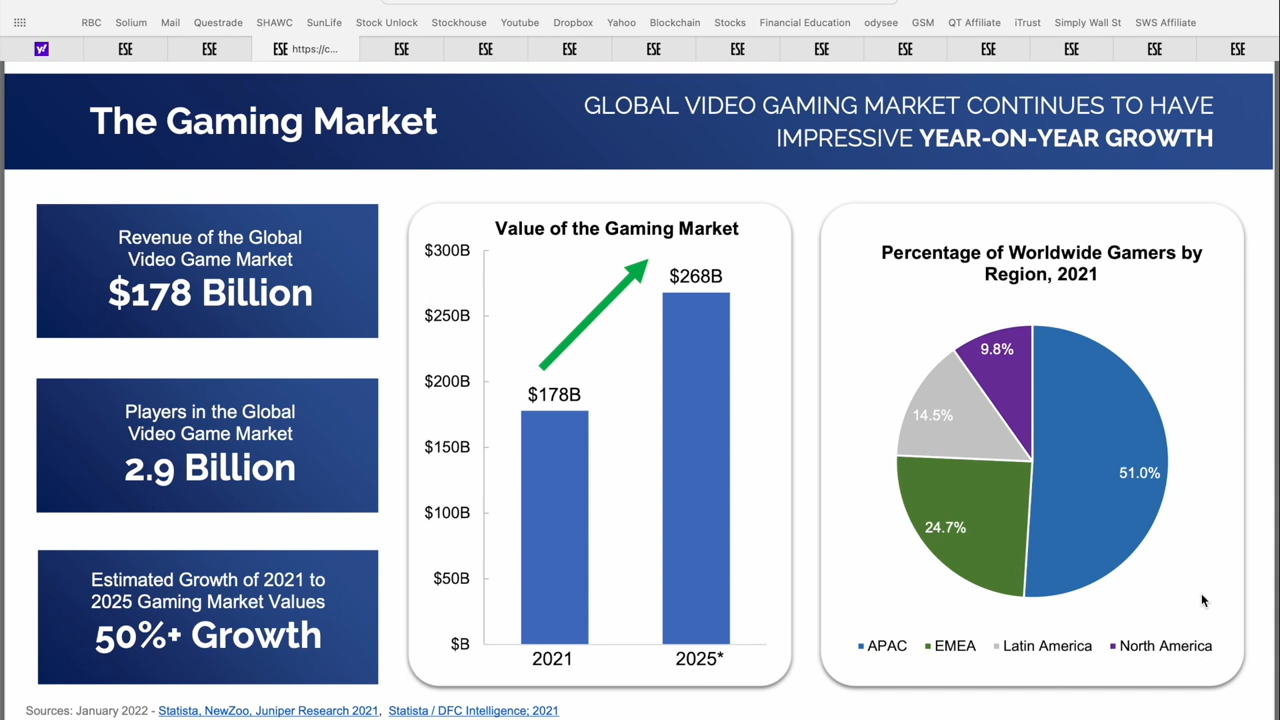 RBC Solium Mail Questrade SHAWC SunLife Stock Unlock Stockhouse Youtube Dropbox Yahoo Blockchain Stocks Financial Education odysee GSM QT Affiliate iTrust Simply Wall St SWS Affiliate
y! ESE ESE ESE https://c... ESE ESE ESE ESE ESE ESE ESE ESE ESE ESE ESE
The Gaming Market
GLOBAL VIDEO GAMING MARKET CONTINUES TO HAVE
IMPRESSIVE YEAR-ON-YEAR GROWTH
Revenue of the Global
Video Game Market
$178 Billion
Players in the Global
Video Game Market
2.9 Billion
Estimated Growth of 2021 to
2025 Gaming Market Values
50%+ Growth
Value of the Gaming Market
$300B
$250B
$200B
$150B
$100B
$50B
$B
$178B
$268B
2021
2025*
Percentage of Worldwide Gamers by
Region, 2021
9.8%
14.5%
51.0%
24.7%
APAC EMEA Latin America North America
Sources: January 2022 - Statista, NewZoo, Juniper Research 2021, Statista / DFC Intelligence; 2021